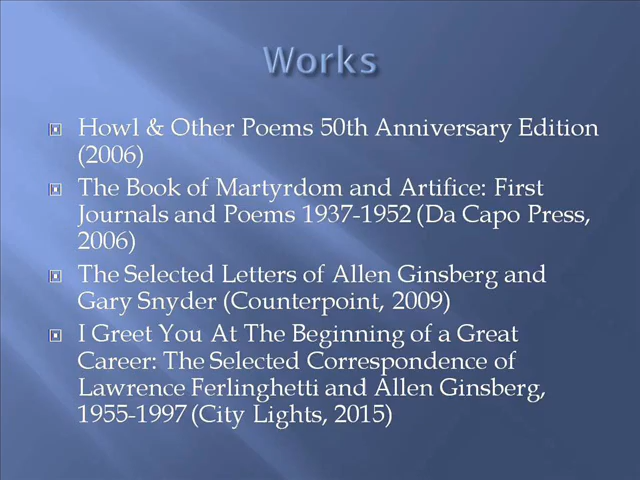 Works
Howl & Other Poems 50th Anniversary Edition
(2006)
The Book of Martyrdom and Artifice: First
Journals and Poems 1937-1952 (Da Capo Press,
2006)
The Selected Letters of Allen Ginsberg and
Gary Snyder (Counterpoint, 2009)
I Greet You At The Beginning of a Great
Career: The Selected Correspondence of
Lawrence Ferlinghetti and Allen Ginsberg,
1955-1997 (City Lights, 2015)